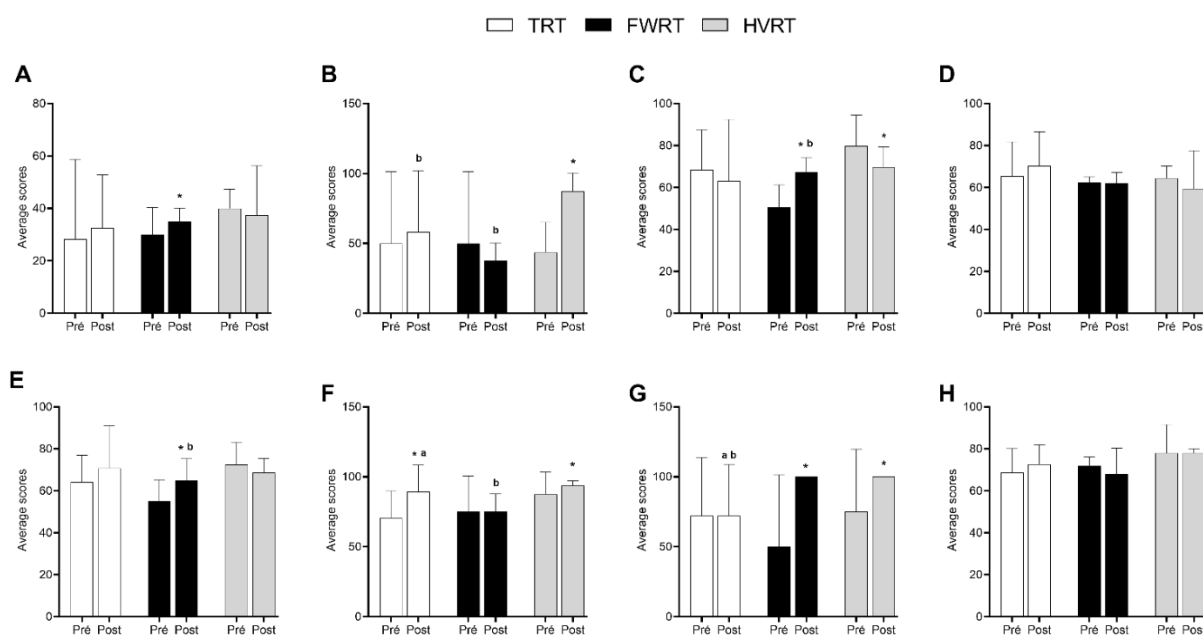 TRT FWRT HVRT
A B C D
80 60 40 20 0
Average scores
b b *
150 100 50 0
Average scores
* b *
100 80 60 40 20 0
Average scores
100 80 60 40 20 0
Average scores
*
Pré Post Pré Post Pré Post
Pré Post Pré Post Pré Post
Pré Post Pré Post Pré Post
Pré Post Pré Post Pré Post
E F G H
100 80 60 40 20 0
Average scores
* b
150 100 50 0
Average scores
* a b *
150 100 50 0
Average scores
a b * *
100 80 60 40 20 0
Average scores
Pré Post Pré Post Pré Post
Pré Post Pré Post Pré Post
Pré Post Pré Post Pré Post
Pré Post Pré Post Pré Post